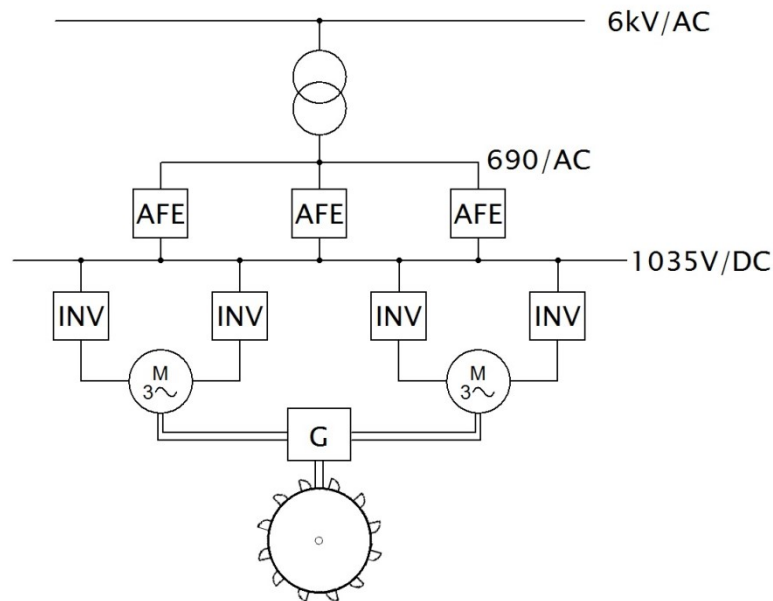 6kV/AC
690/AC
AFE
AFE
AFE
1035V/DC
INV
INV
INV
INV
M
3~
M
3~
G